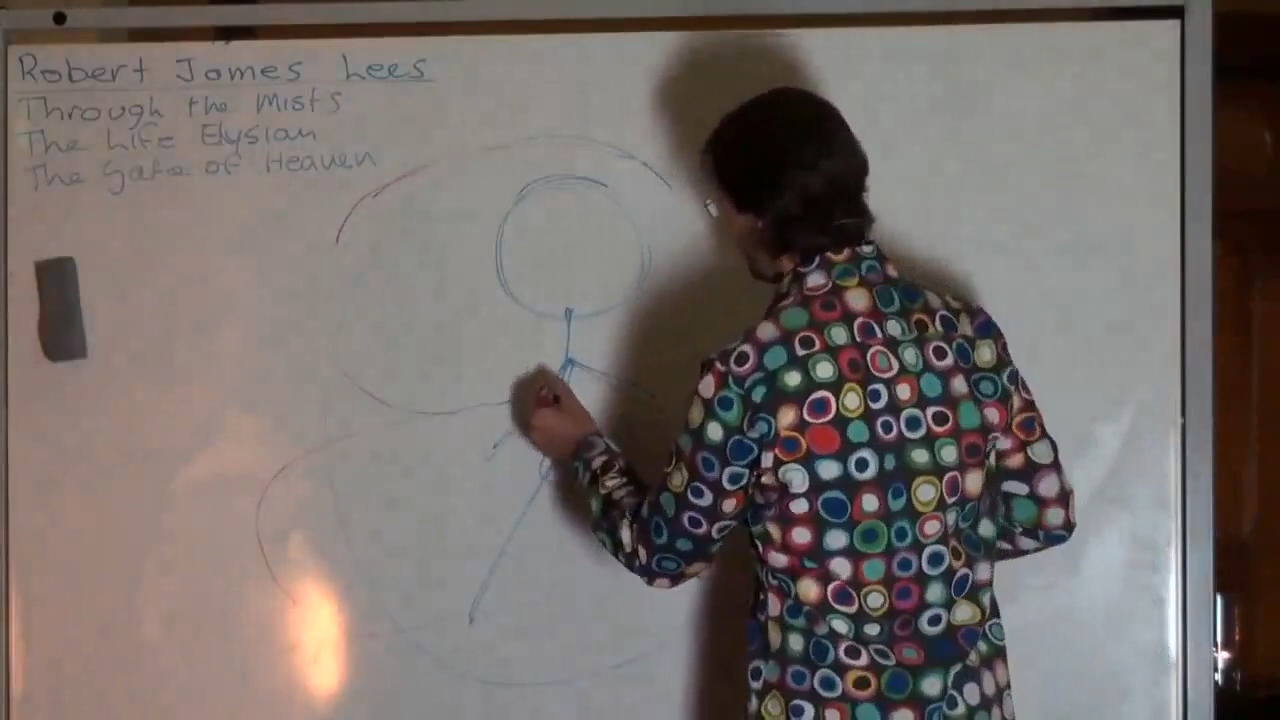 Robert James Lees
Through the Mists
The Life Elysian
The Gate of Heaven